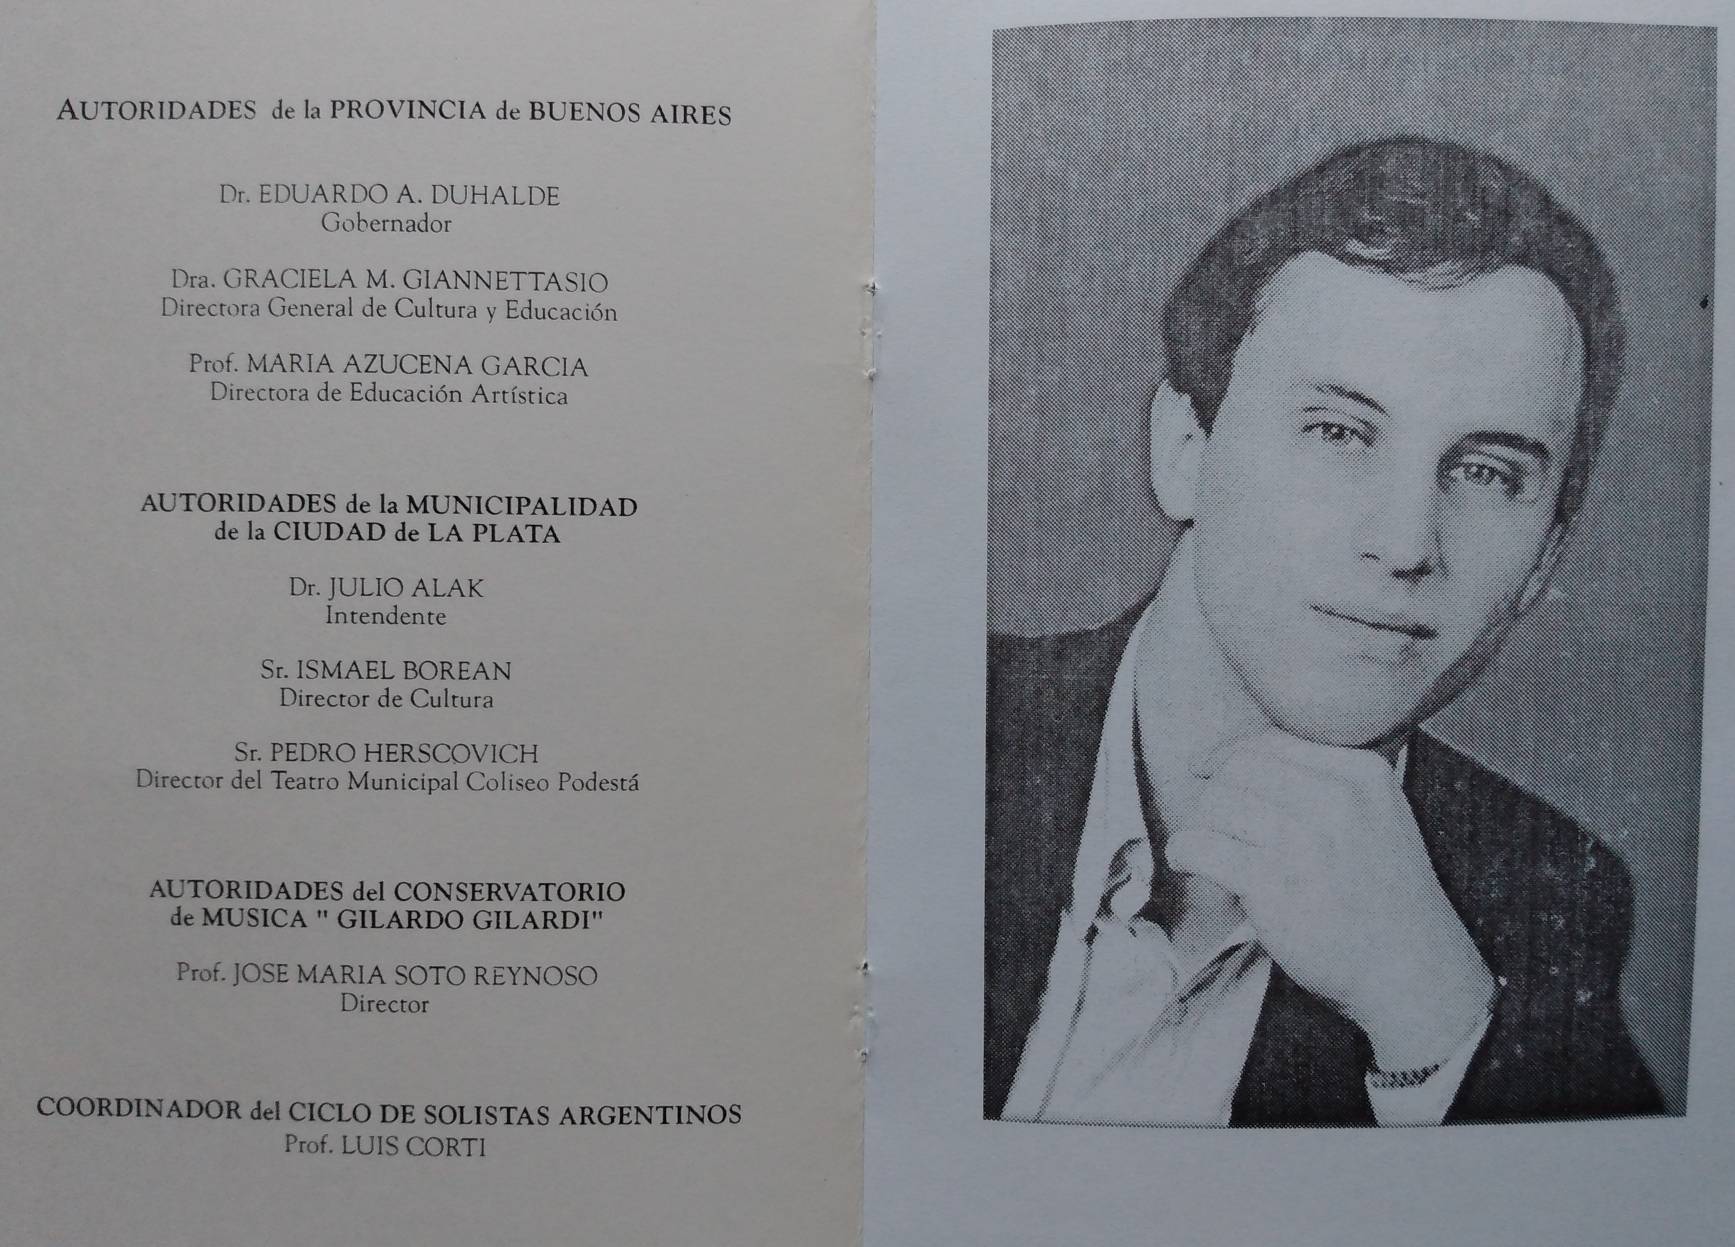 AUTORIDADES de la PROVINCIA de BUENOS AIRES
Dr. EDUARDO A. DUHALDE
Gobernador
Dra. GRACIELA M. GIANNETTASIO
Directora General de Cultura y Educación
Prof. MARIA AZUCENA GARCIA
Directora de Educación Artística
AUTORIDADES de la MUNICIPALIDAD
de la CIUDAD de LA PLATA
Dr. JULIO ALAK
Intendente
Sr. ISMAEL BOREAN
Director de Cultura
Sr. PEDRO HERSCOVICH
Director del Teatro Municipal Coliseo Podestá
AUTORIDADES del CONSERVATORIO
de MUSICA " GILARDO GILARDI"
Prof. JOSE MARIA SOTO REYNOSO
Director
COORDINADOR del CICLO DE SOLISTAS ARGENTINOS
Prof. LUIS CORTI